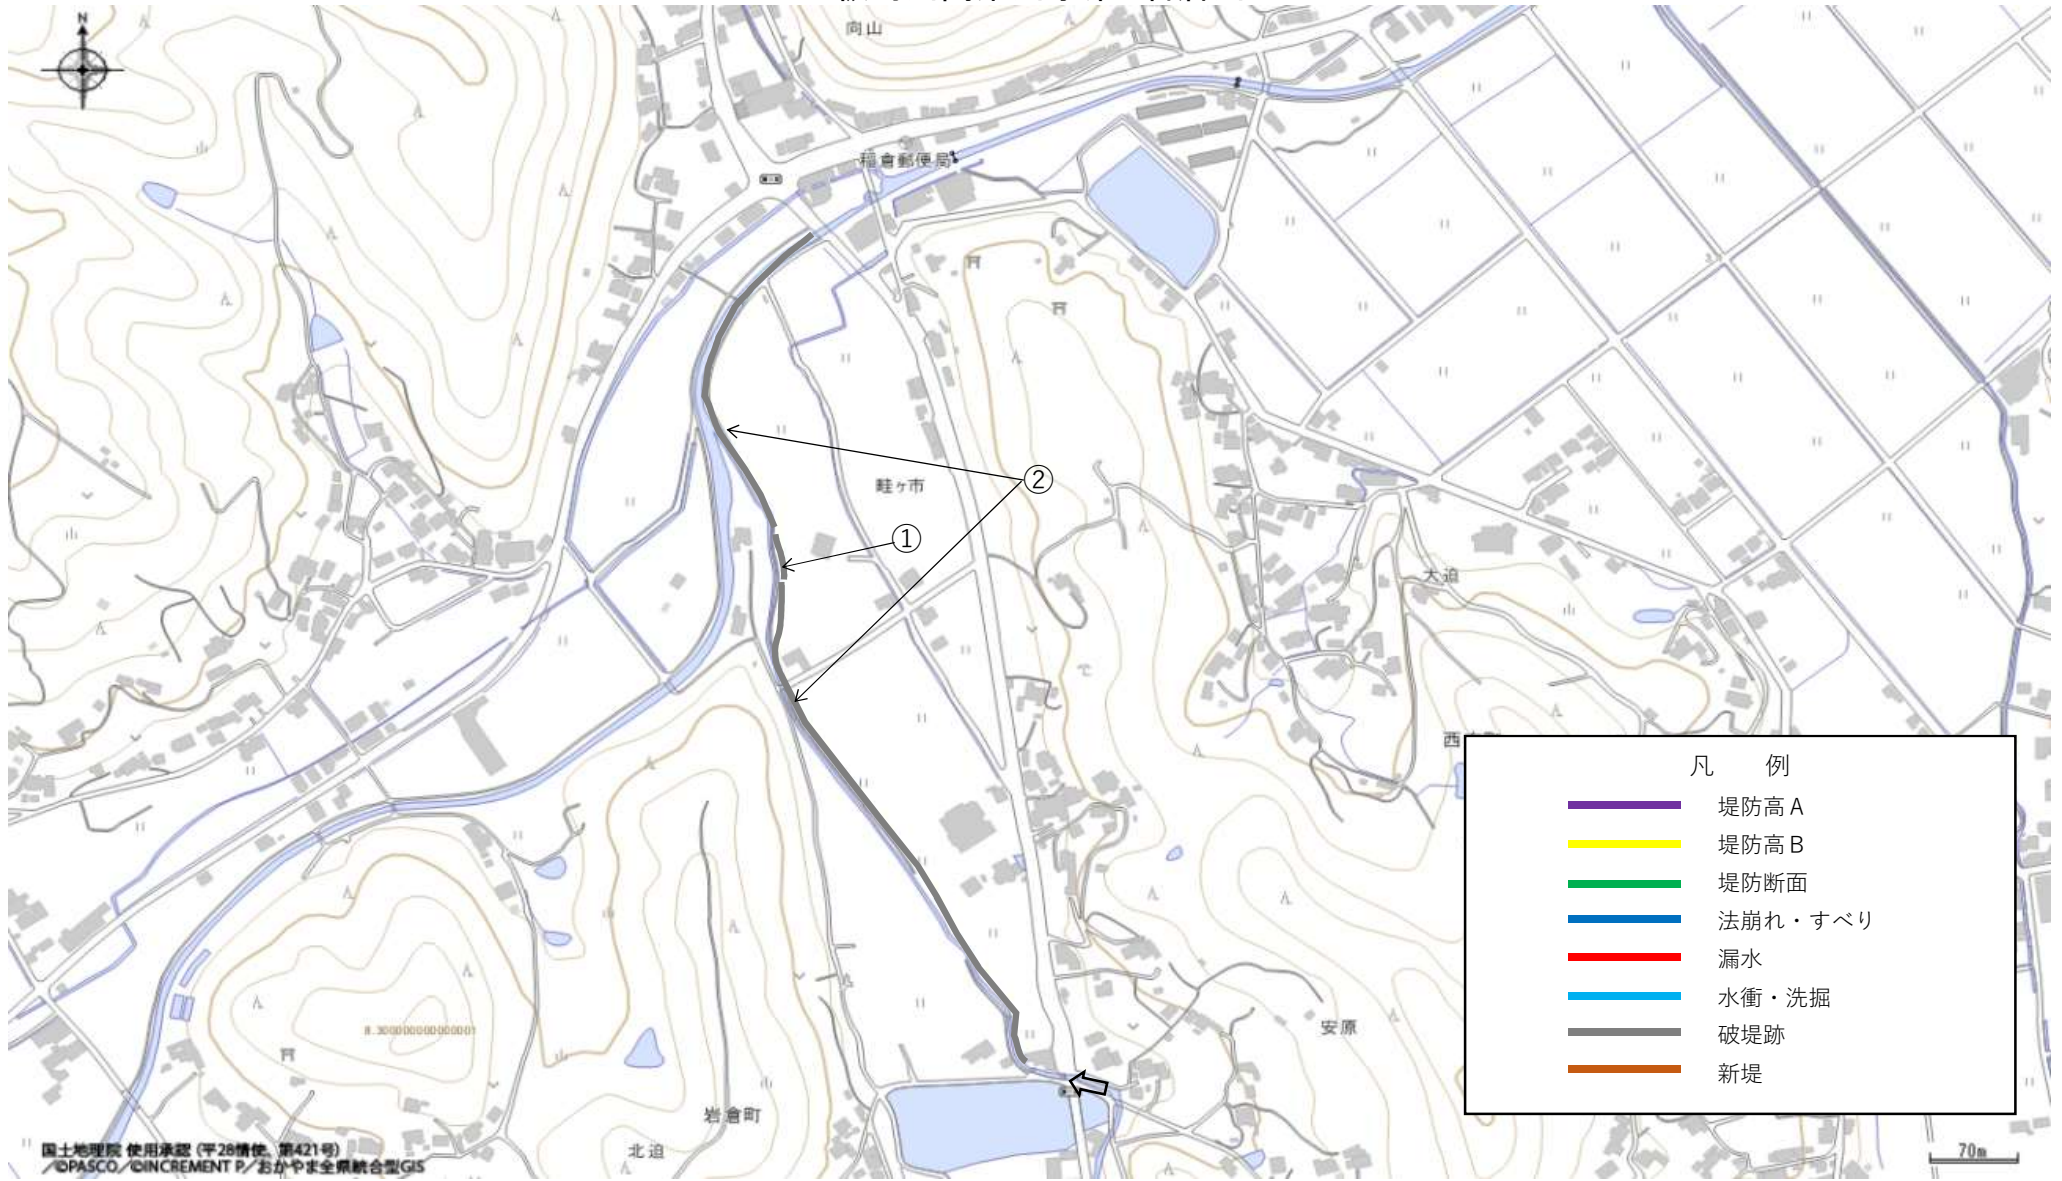 N
向山
稲倉郵便局
畦ヶ市
②
①
大迫
安原
岩倉町
北迫
8.300000000000001
凡 例
堤防高A
堤防高B
堤防断面
法崩れ・すべり
漏水
水衝・洗掘
破堤跡
新堤
国土地理院 使用承認 (平28情使、第421号)
/©PASCO/©INCREMENT P/おかやま全県統合型GIS
70m